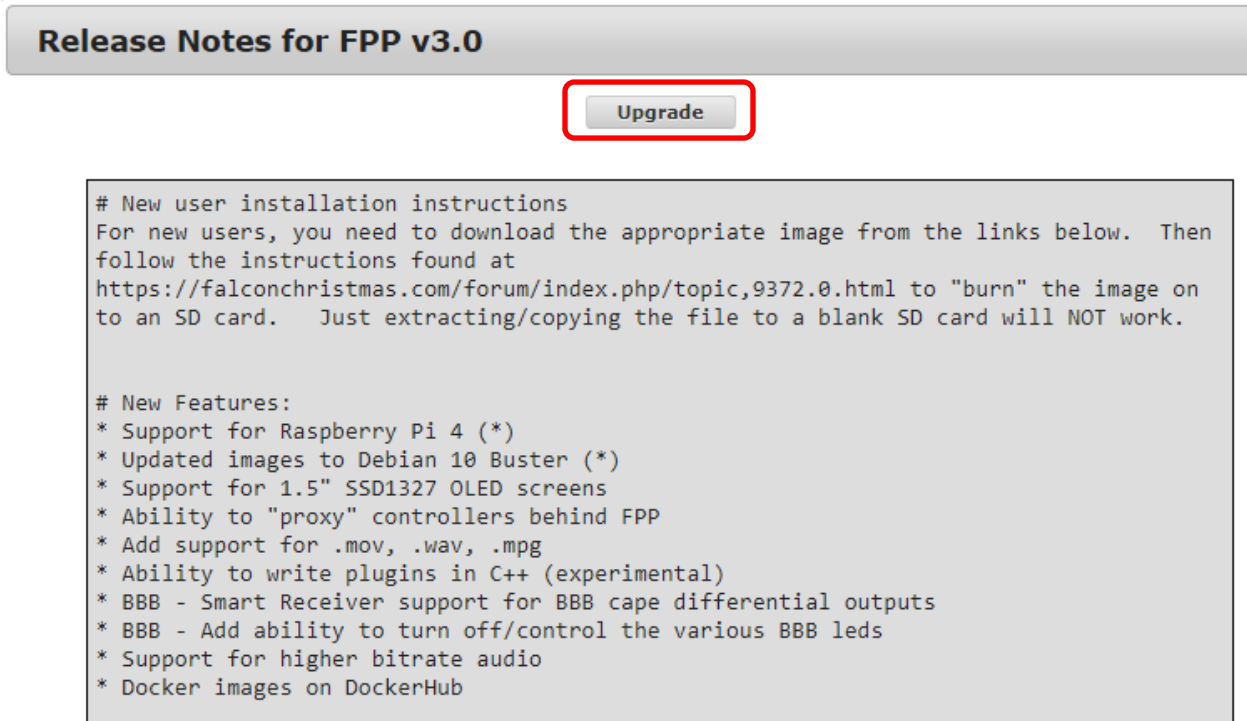 Release Notes for FPP v3.0
Upgrade
# New user installation instructions
For new users, you need to download the appropriate image from the links below.  Then
follow the instructions found at
https://falconchristmas.com/forum/index.php/topic,9372.0.html to "burn" the image on
to an SD card.   Just extracting/copying the file to a blank SD card will NOT work.
# New Features:
* Support for Raspberry Pi 4 (*)
* Updated images to Debian 10 Buster (*)
* Support for 1.5" SSD1327 OLED screens
* Ability to "proxy" controllers behind FPP
* Add support for .mov, .wav, .mpg
* Ability to write plugins in C++ (experimental)
* BBB - Smart Receiver support for BBB cape differential outputs
* BBB - Add ability to turn off/control the various BBB leds
* Support for higher bitrate audio
* Docker images on DockerHub